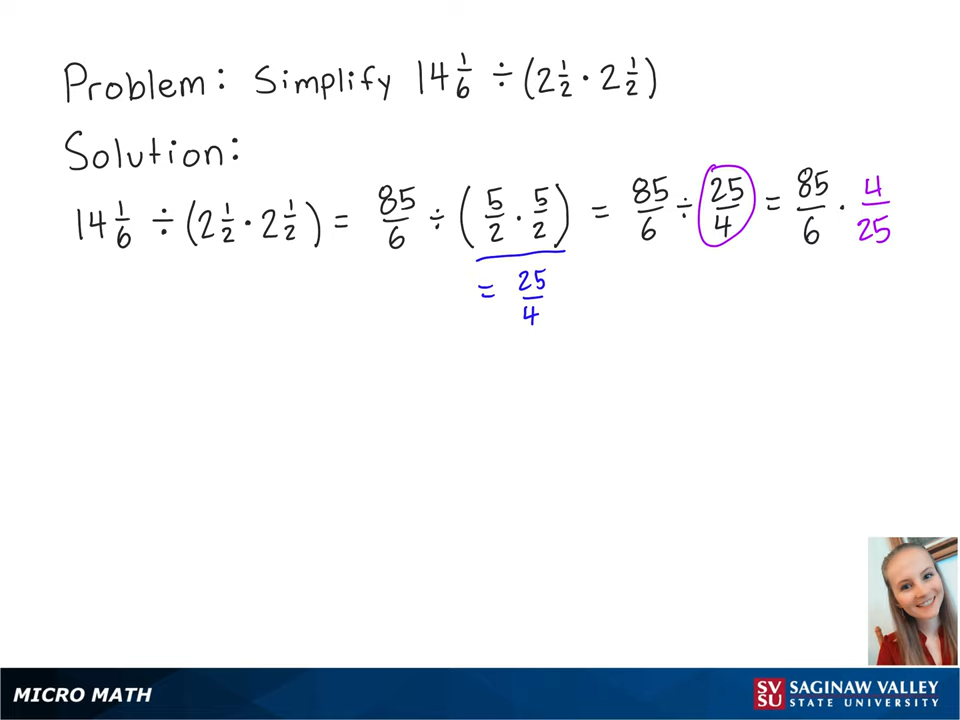 Problem: Simplify 14 1/6 ÷ (2 1/2 · 2 1/2)
Solution:
14 1/6 ÷ (2 1/2 · 2 1/2) = 85/6 ÷ (5/2 · 5/2) = 85/6 ÷ 25/4 = 85/6 · 4/25
= 25/4
MICRO MATH
SVSU SAGINAW VALLEY
STATE UNIVERSITY